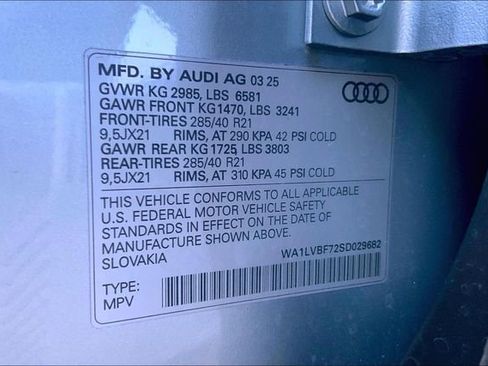 MFD. BY AUDI AG 03 25
GVWR KG 2985, LBS 6581
GAWR FRONT KG1470, LBS 3241
FRONT-TIRES 285/40 R21
9,5JX21 RIMS, AT 290 KPA 42 PSI COLD
GAWR REAR KG 1725, LBS 3803
REAR-TIRES 285/40 R21
9,5JX21 RIMS, AT 310 KPA 45 PSI COLD
THIS VEHICLE CONFORMS TO ALL APPLICABLE
U.S. FEDERAL MOTOR VEHICLE SAFETY
STANDARDS IN EFFECT ON THE DATE OF
MANUFACTURE SHOWN ABOVE.
SLOVAKIA
WA1LVBF72SD029682
TYPE:
MPV